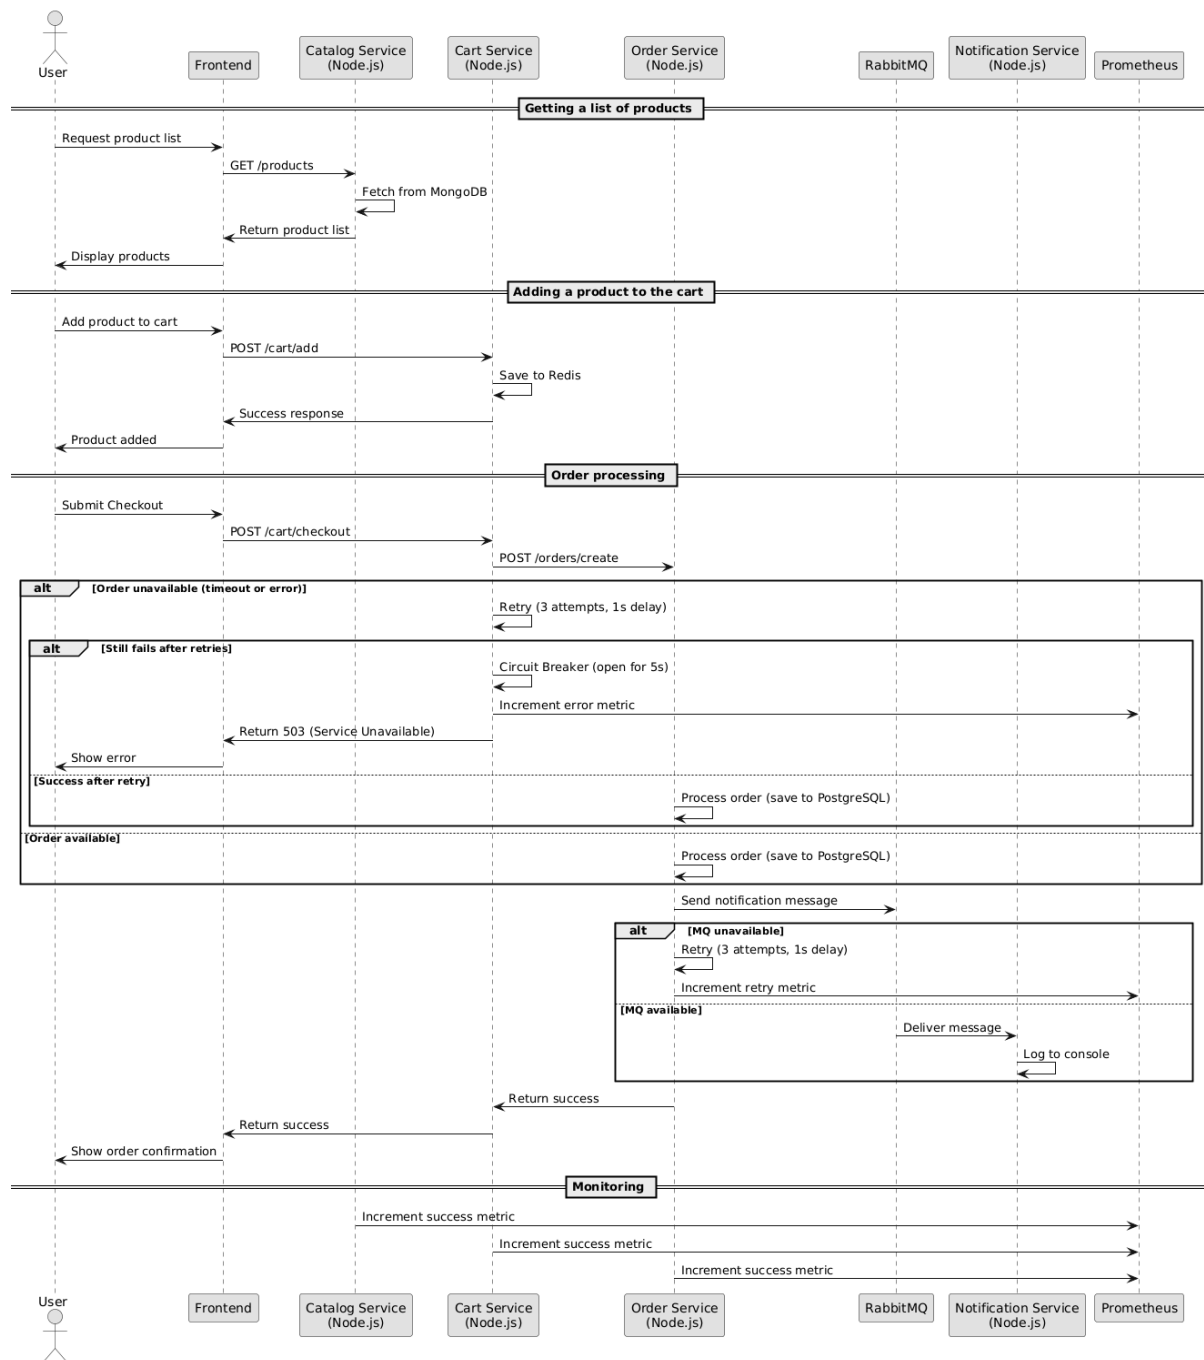 User
Frontend
Catalog Service
(Node.js)
Cart Service
(Node.js)
Order Service
(Node.js)
RabbitMQ
Notification Service
(Node.js)
Prometheus
Getting a list of products
Request product list
GET /products
Fetch from MongoDB
Return product list
Display products
Adding a product to the cart
Add product to cart
POST /cart/add
Save to Redis
Success response
Product added
Order processing
Submit Checkout
POST /cart/checkout
POST /orders/create
alt [Order unavailable (timeout or error)]
Retry (3 attempts, 1s delay)
alt [Still fails after retries]
Circuit Breaker (open for 5s)
Increment error metric
Return 503 (Service Unavailable)
Show error
[Success after retry]
Process order (save to PostgreSQL)
[Order available]
Process order (save to PostgreSQL)
Send notification message
alt [MQ unavailable]
Retry (3 attempts, 1s delay)
Increment retry metric
[MQ available]
Deliver message
Log to console
Return success
Return success
Show order confirmation
Monitoring
Increment success metric
Increment success metric
Increment success metric
User
Frontend
Catalog Service
(Node.js)
Cart Service
(Node.js)
Order Service
(Node.js)
RabbitMQ
Notification Service
(Node.js)
Prometheus